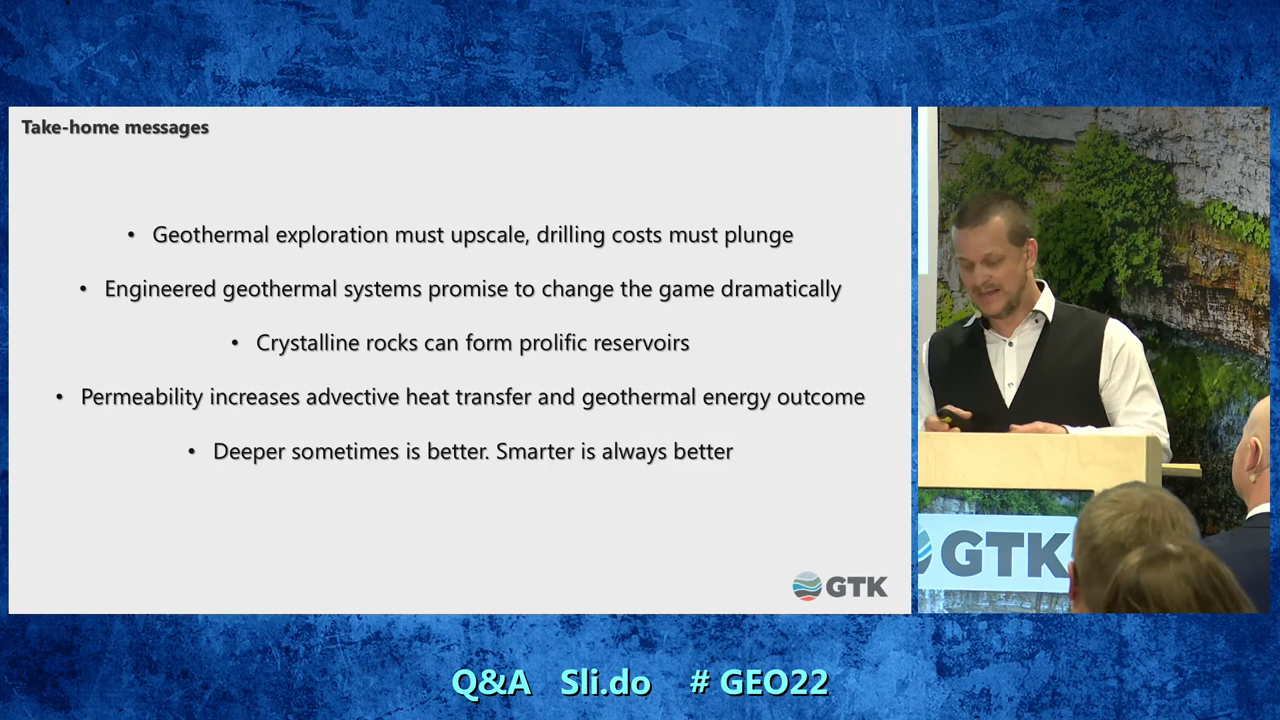 Take-home messages
• Geothermal exploration must upscale, drilling costs must plunge
• Engineered geothermal systems promise to change the game dramatically
• Crystalline rocks can form prolific reservoirs
• Permeability increases advective heat transfer and geothermal energy outcome
• Deeper sometimes is better. Smarter is always better
GTK
GTK
Q&A Sli.do # GEO22